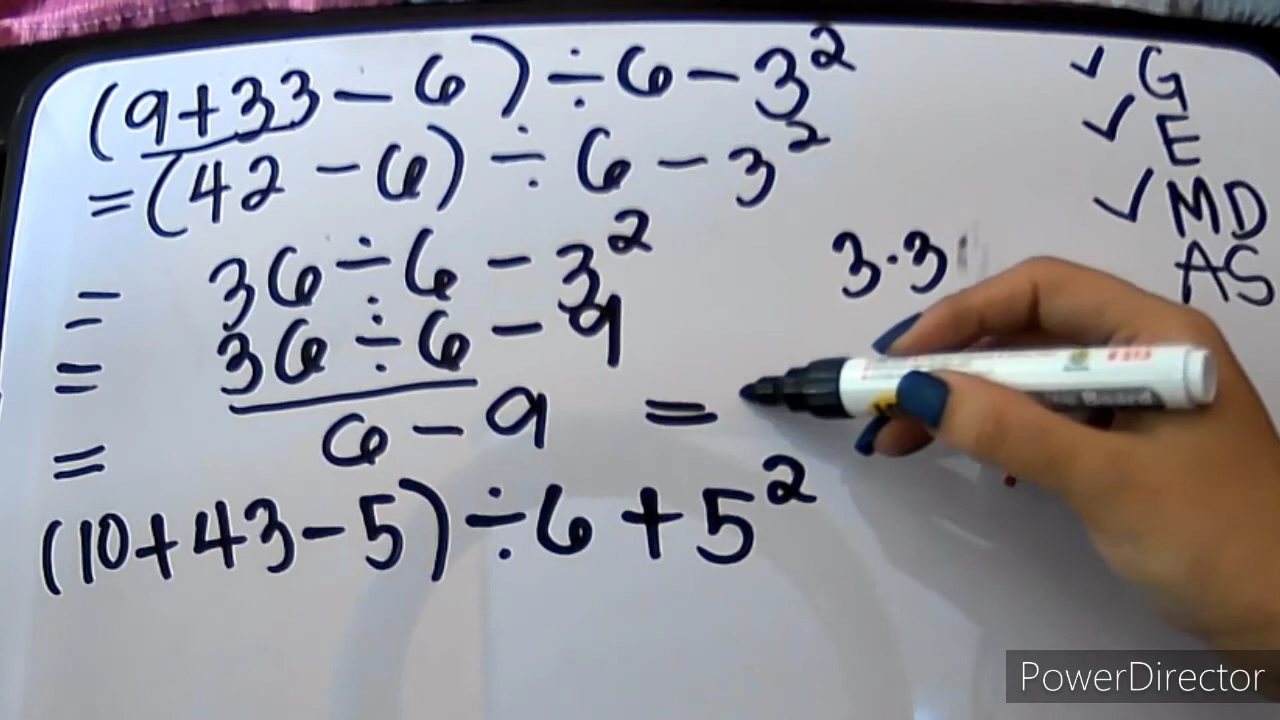 (9+33-6)÷6-3²
=(42-6)÷6-3²
= 36÷6-3²
= 36÷6-9
= 6-9 =
(10+43-5)÷6+5²
3·3
✓ G
✓ E
✓ MD
AS
PowerDirector